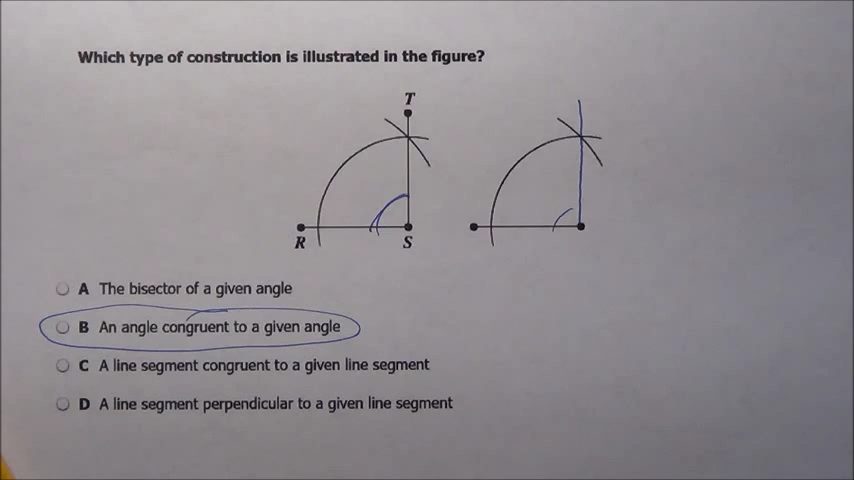 Which type of construction is illustrated in the figure?
T
R S
A The bisector of a given angle
B An angle congruent to a given angle
C A line segment congruent to a given line segment
D A line segment perpendicular to a given line segment